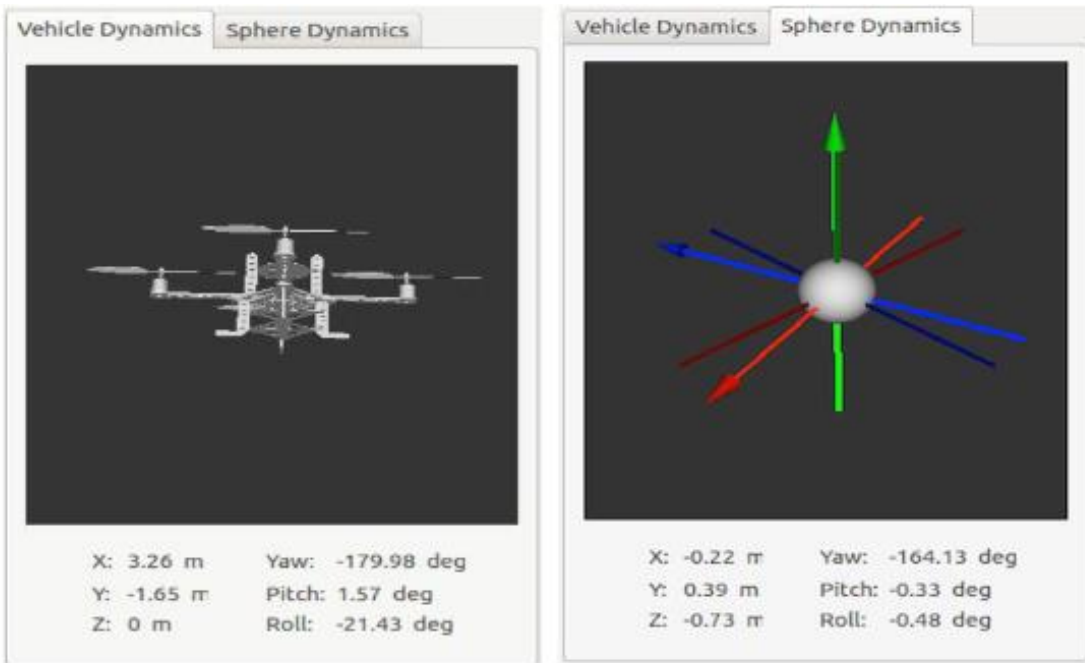 Vehicle Dynamics Sphere Dynamics
X: 3.26 m Yaw: -179.98 deg
Y: -1.65 m Pitch: 1.57 deg
Z: 0 m Roll: -21.43 deg
Vehicle Dynamics Sphere Dynamics
X: -0.22 m Yaw: -164.13 deg
Y: 0.39 m Pitch: -0.33 deg
Z: -0.73 m Roll: -0.48 deg